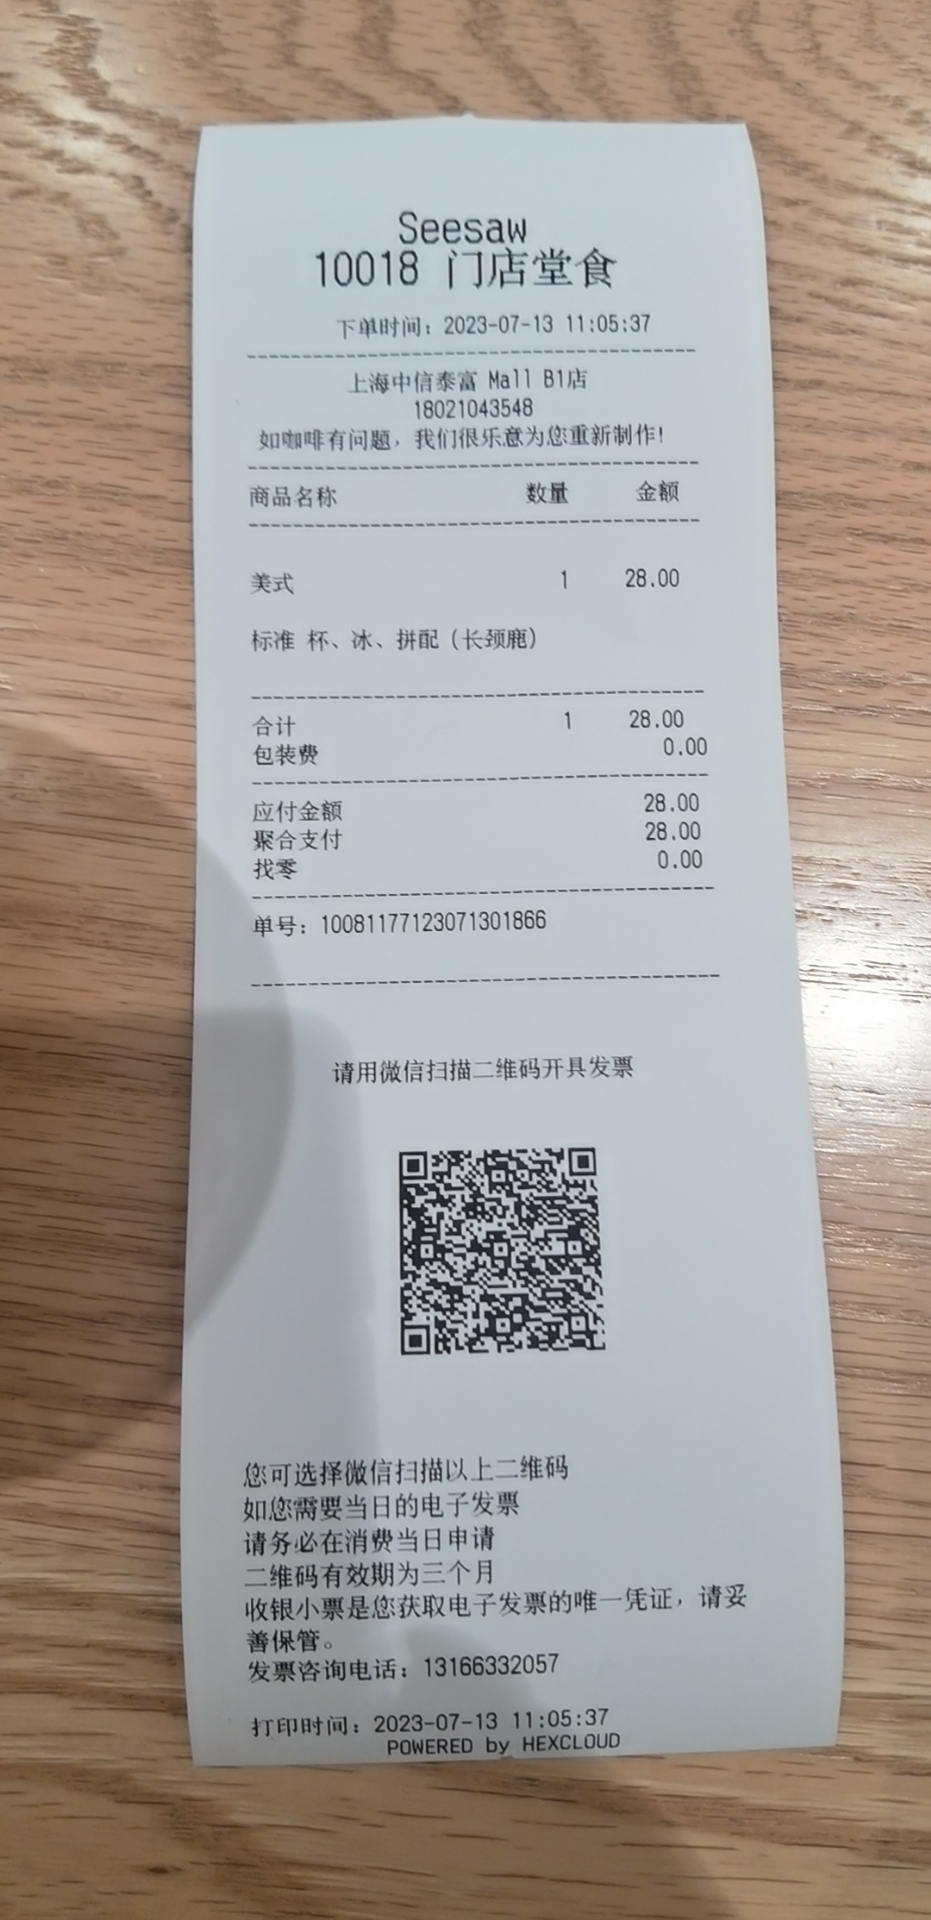 Seesaw
10018 门店堂食
下单时间：2023-07-13 11:05:37
上海中信泰富 Mall B1店
18021043548
如咖啡有问题，我们很乐意为您重新制作！
商品名称 数量 金额
美式 1 28.00
标准 杯、冰、拼配（长颈鹿）
合计 1 28.00
包装费 0.00
应付金额 28.00
聚合支付 28.00
找零 0.00
单号：10081177123071301866
请用微信扫描二维码开具发票
您可选择微信扫描以上二维码
如您需要当日的电子发票
请务必在消费当日申请
二维码有效期为三个月
收银小票是您获取电子发票的唯一凭证，请妥
善保管。
发票咨询电话：13166332057
打印时间：2023-07-13 11:05:37
POWERED by HEXCLOUD